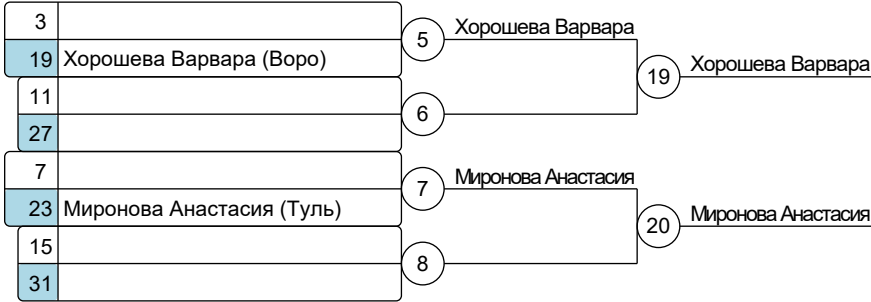 3
5 Хорошева Варвара
19 Хорошева Варвара (Воро)
19 Хорошева Варвара
11
6
27
7
7 Миронова Анастасия
23 Миронова Анастасия (Туль)
20 Миронова Анастасия
15
8
31